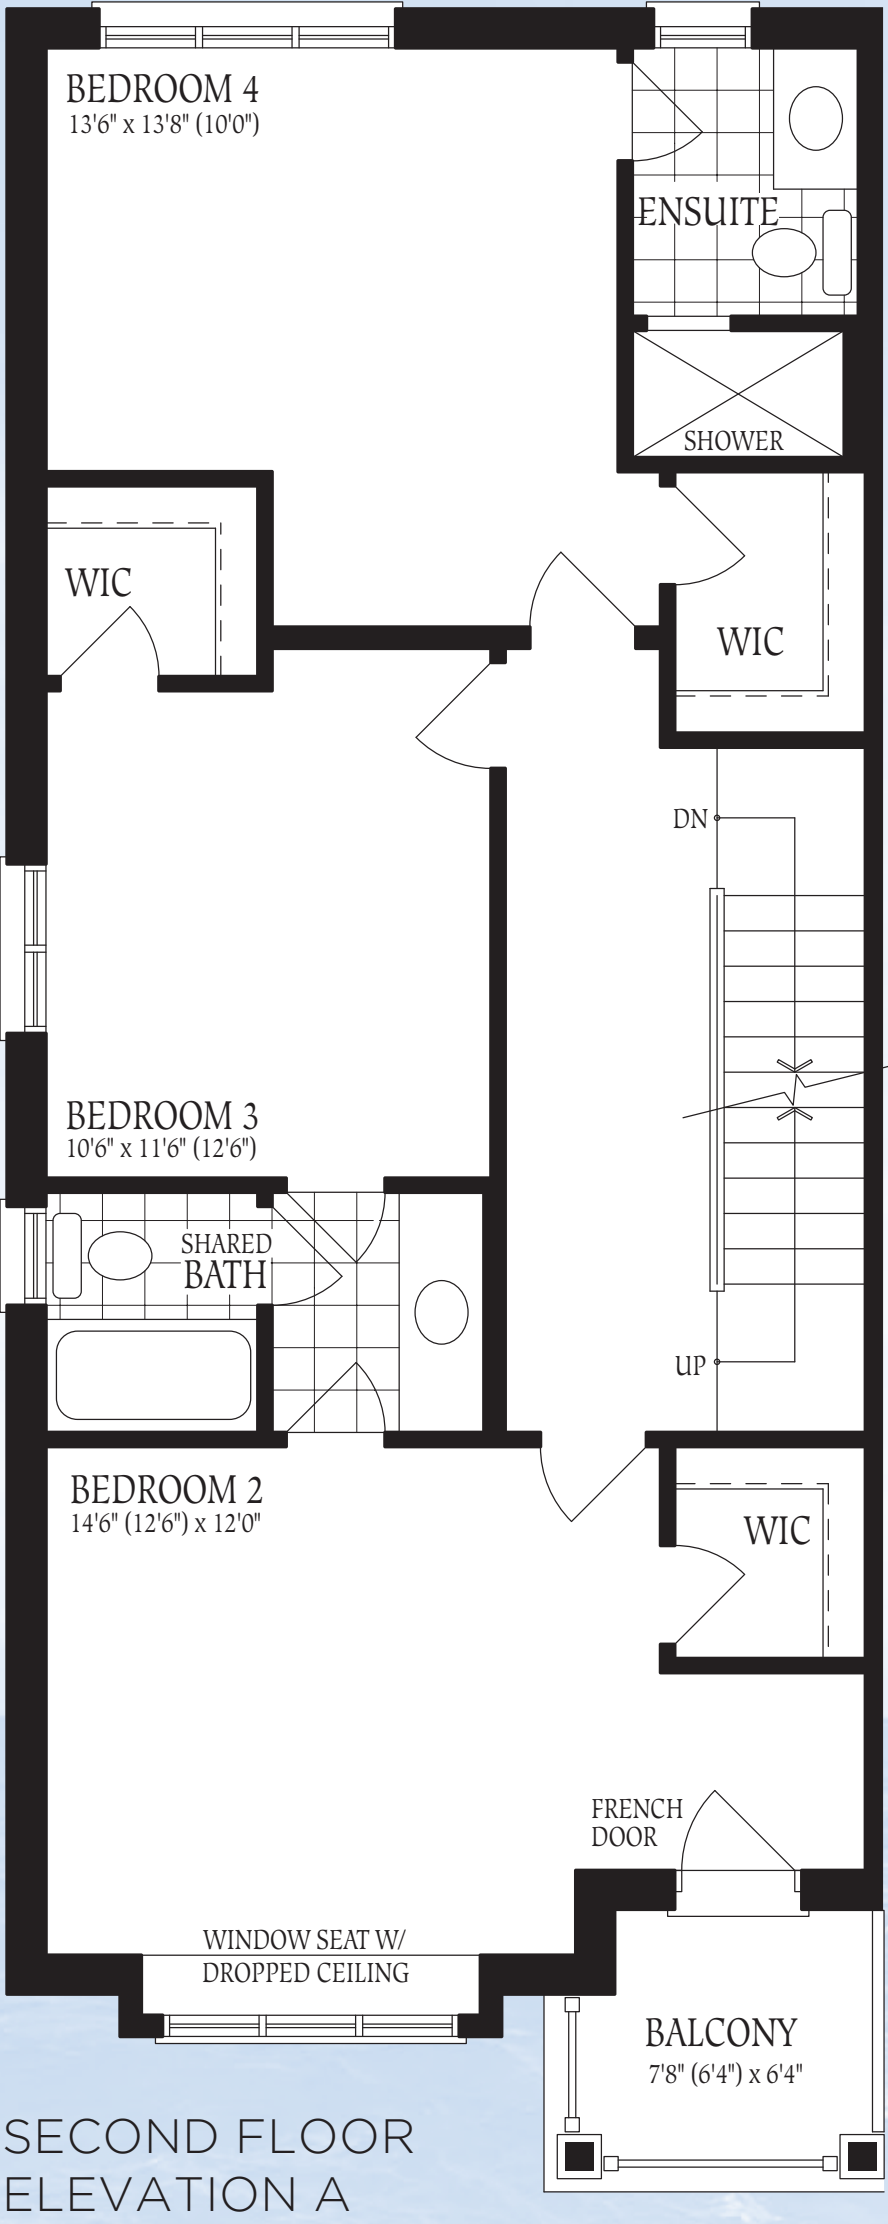 BEDROOM 4
13'6" x 13'8" (10'0")
ENSUITE
SHOWER
WIC
WIC
DN
BEDROOM 3
10'6" x 11'6" (12'6")
SHARED
BATH
UP
BEDROOM 2
14'6" (12'6") x 12'0"
WIC
FRENCH
DOOR
WINDOW SEAT W/
DROPPED CEILING
BALCONY
7'8" (6'4") x 6'4"
SECOND FLOOR
ELEVATION A